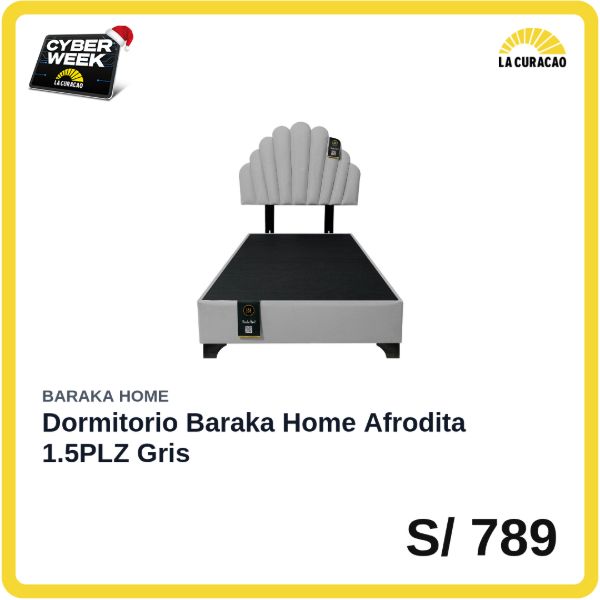 CYBER
WEEK
LA CURACAO
LA CURACAO
BARAKA HOME
Dormitorio Baraka Home Afrodita
1.5PLZ Gris
S/ 789